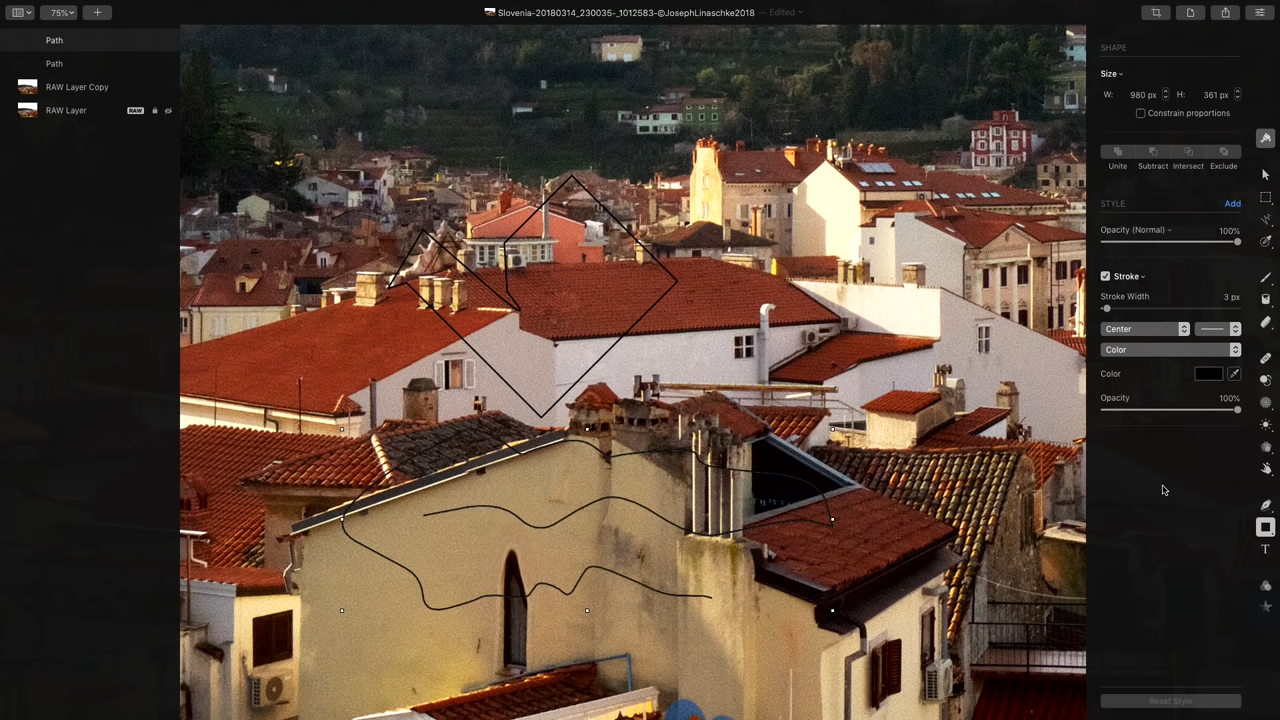 75%
Slovenia-20180314_230035-_1012583-©JosephLinaschke2018 — Edited
Path
Path
RAW Layer Copy
RAW Layer RAW
SHAPE
Size
W: 980 px H: 361 px
Constrain proportions
Unite Subtract Intersect Exclude
STYLE Add
Opacity (Normal) 100%
Stroke
Stroke Width 3 px
Center
Color
Color
Opacity 100%
T
Reset Style